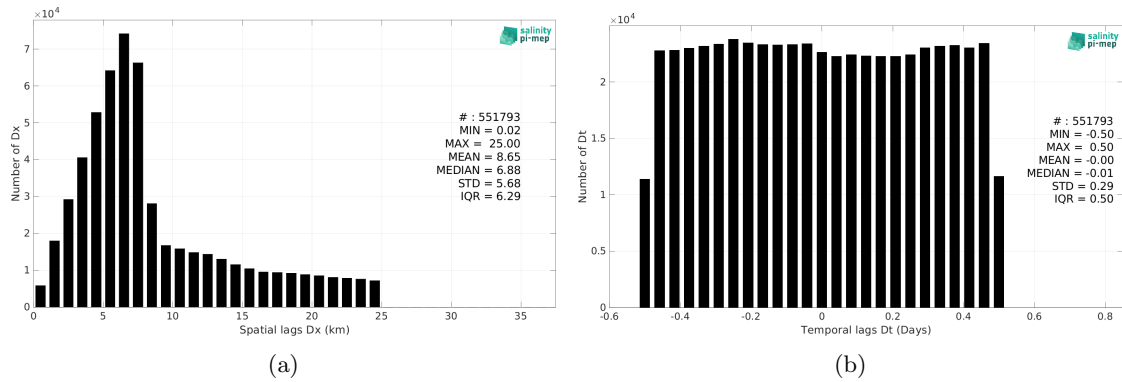 ×10⁴
salinity
pi-mep
7
6
5
4
3
2
1
0
Number of Dx
# : 551793
MIN = 0.02
MAX = 25.00
MEAN = 8.65
MEDIAN = 6.88
STD = 5.68
IQR = 6.29
0 5 10 15 20 25 30 35
Spatial lags Dx (km)
(a)
×10⁴
salinity
pi-mep
2.5
2
1.5
1
0.5
0
Number of Dt
# : 551793
MIN = -0.50
MAX = 0.50
MEAN = -0.00
MEDIAN = -0.01
STD = 0.29
IQR = 0.50
-0.6 -0.4 -0.2 0 0.2 0.4 0.6 0.8
Temporal lags Dt (Days)
(b)